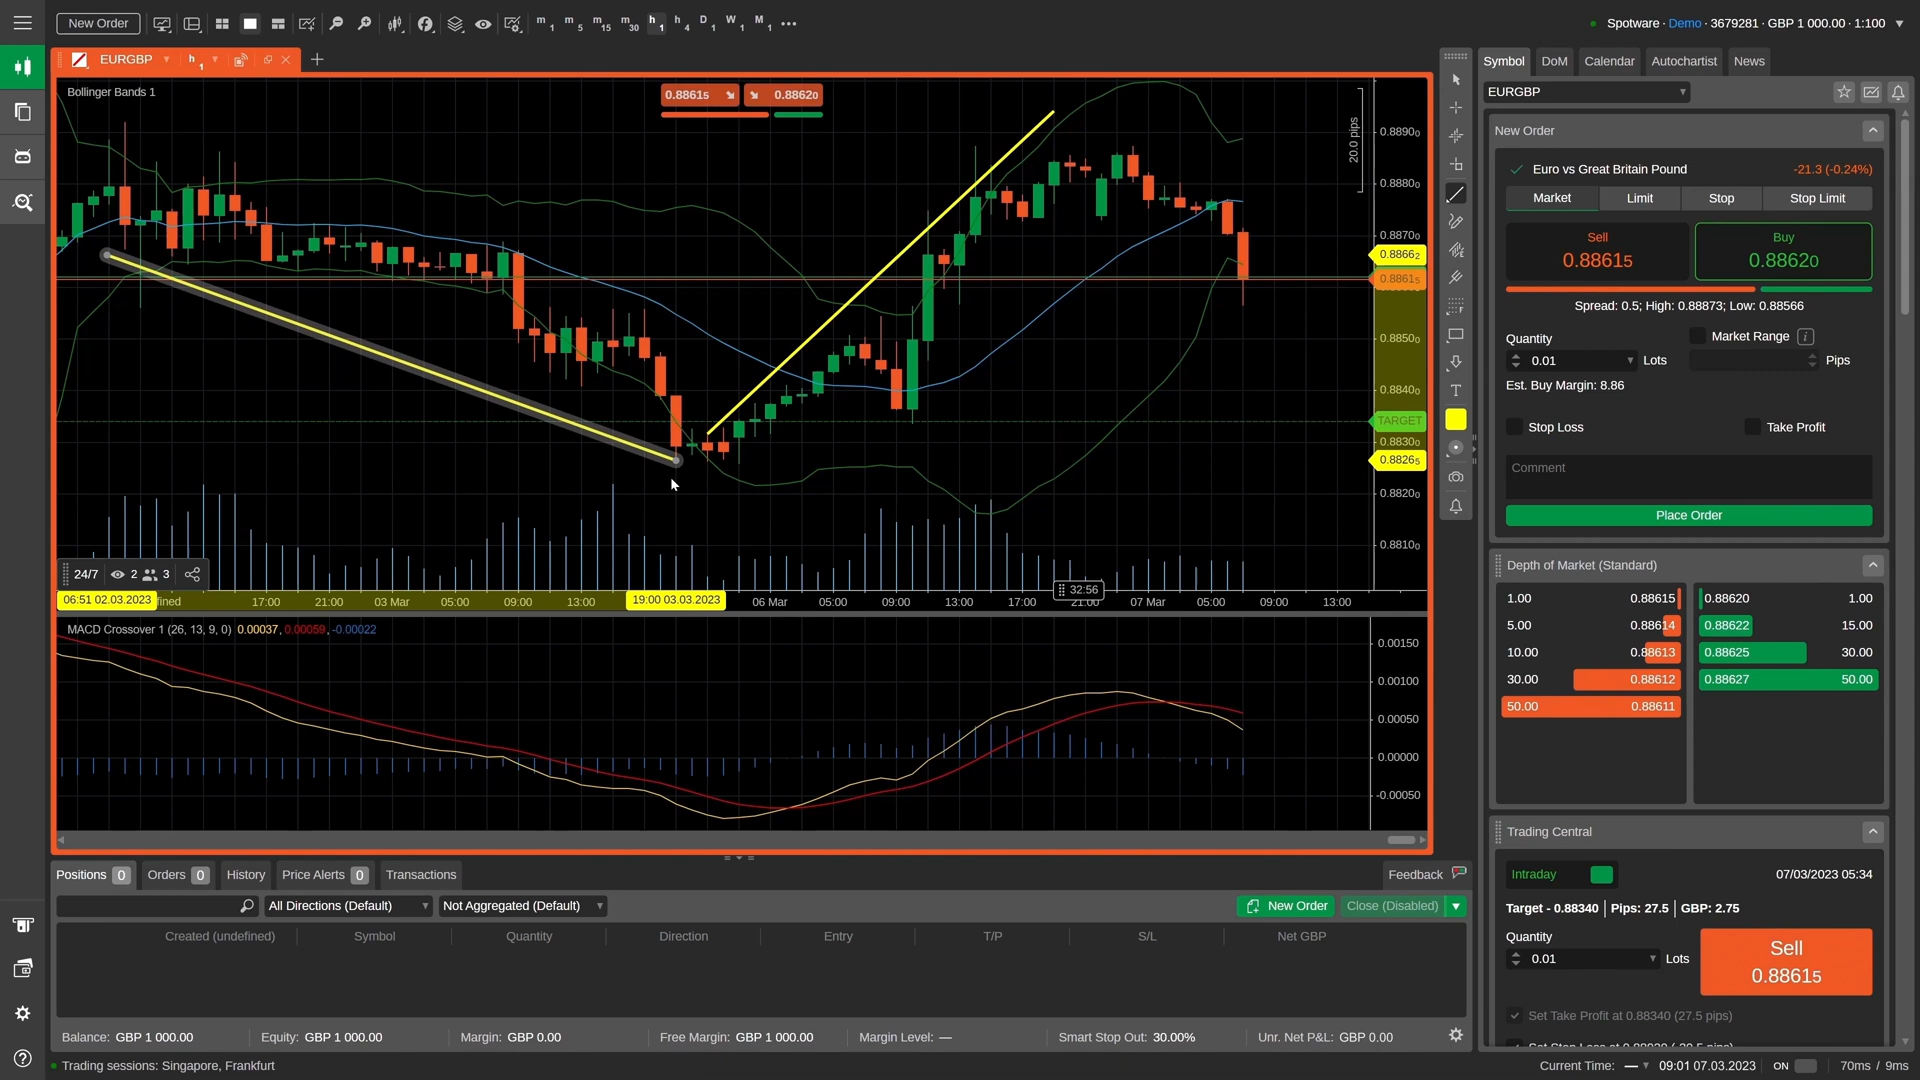 New Order
m1 m5 m15 m30 h1 h4 D1 W1 M1
Spotware · Demo · 3679281 · GBP 1 000.00 · 1:100
EURGBP h1
Bollinger Bands 1
0.88615
0.88620
20.0 pips
0.88900
0.88800
0.88700
0.88662
0.88615
0.88500
0.88400
TARGET
0.88300
0.88265
0.88200
0.88100
24/7 2 3
32:56
06:51 02.03.2023
fined
17:00 21:00 03 Mar 05:00 09:00 13:00
19:00 03.03.2023
06 Mar 05:00 09:00 13:00 17:00 21:00 07 Mar 05:00 09:00 13:00
MACD Crossover 1 (26, 13, 9, 0) 0.00037, 0.00059, -0.00022
0.00150
0.00100
0.00050
0.00000
-0.00050
Positions 0 Orders 0 History Price Alerts 0 Transactions
Feedback
All Directions (Default) Not Aggregated (Default)
New Order Close (Disabled)
Created (undefined) Symbol Quantity Direction Entry T/P S/L Net GBP
Balance: GBP 1 000.00 Equity: GBP 1 000.00 Margin: GBP 0.00 Free Margin: GBP 1 000.00 Margin Level: — Smart Stop Out: 30.00% Unr. Net P&L: GBP 0.00
Trading sessions: Singapore, Frankfurt
Symbol DoM Calendar Autochartist News
EURGBP
New Order
Euro vs Great Britain Pound -21.3 (-0.24%)
Market Limit Stop Stop Limit
Sell
0.88615
Buy
0.88620
Spread: 0.5; High: 0.88873; Low: 0.88566
Quantity
Market Range
0.01 Lots
Pips
Est. Buy Margin: 8.86
Stop Loss
Take Profit
Comment
Place Order
Depth of Market (Standard)
1.00 0.88615 0.88620 1.00
5.00 0.88614 0.88622 15.00
10.00 0.88613 0.88625 30.00
30.00 0.88612 0.88627 50.00
50.00 0.88611
Trading Central
Intraday
07/03/2023 05:34
Target - 0.88340 | Pips: 27.5 | GBP: 2.75
Quantity
0.01 Lots
Sell
0.88615
Set Take Profit at 0.88340 (27.5 pips)
Current Time: — 09:01 07.03.2023 ON 70ms / 9ms